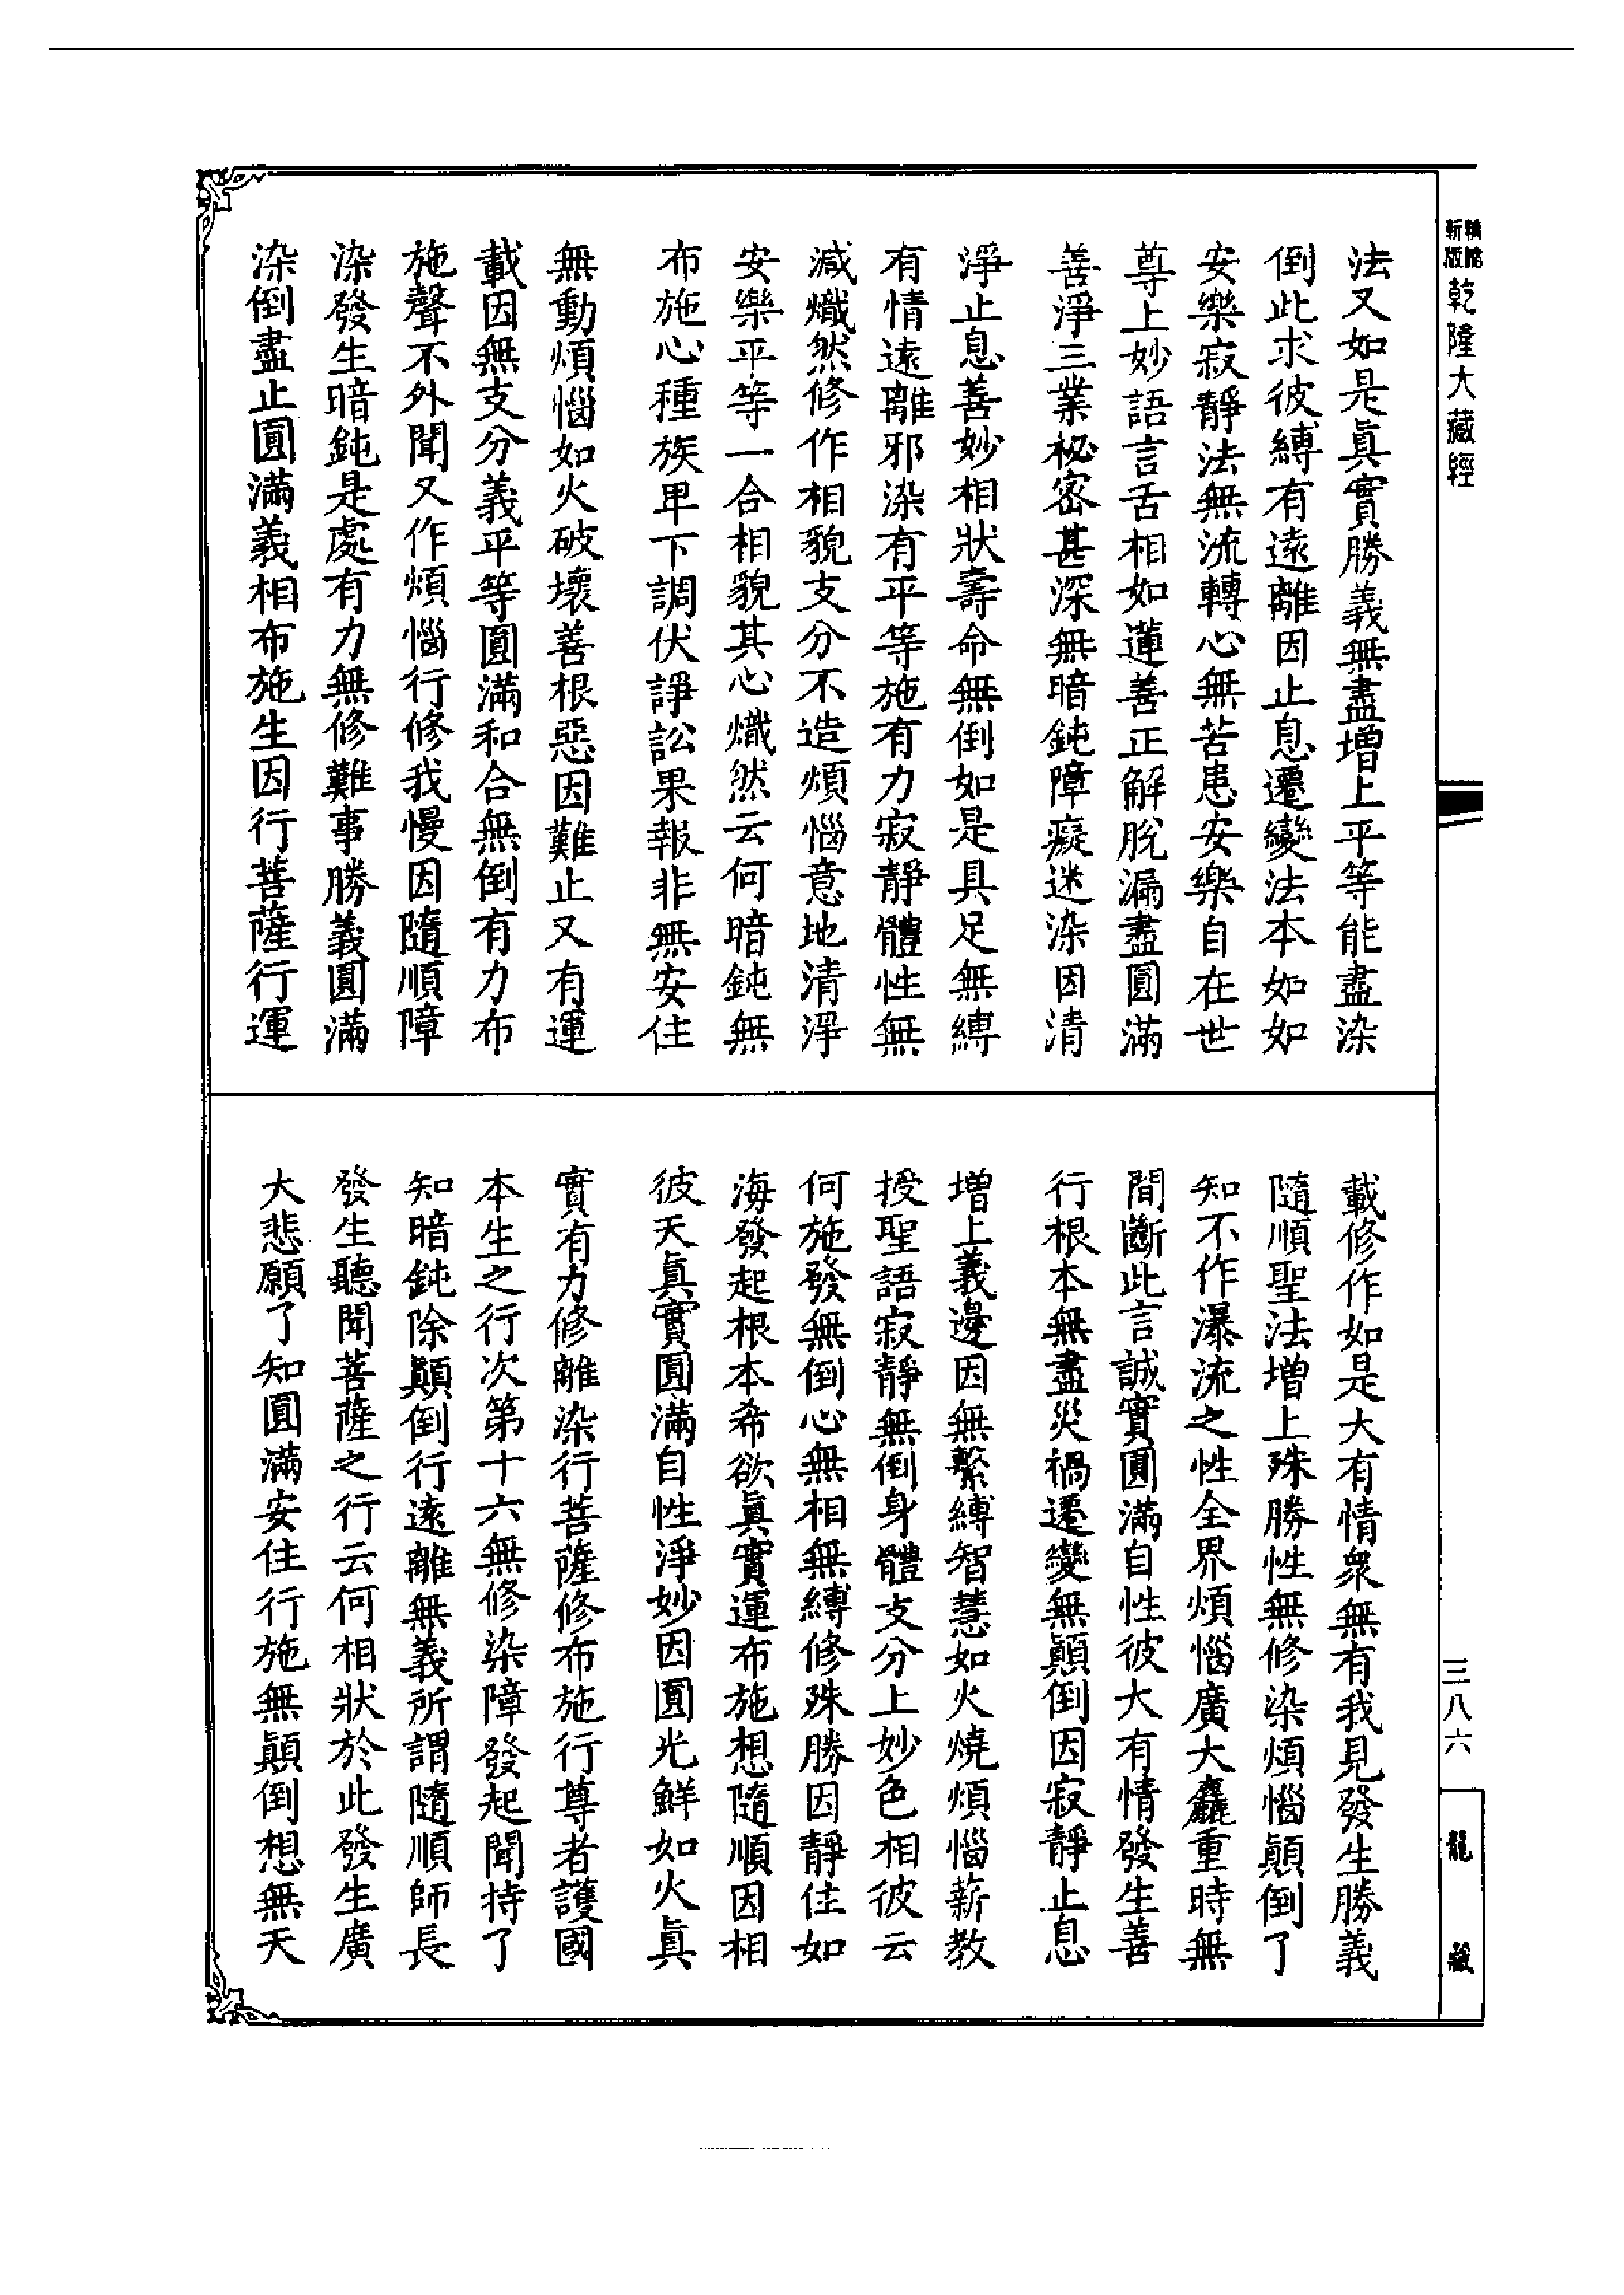 新版
精縮
乾隆大藏經
法又如是眞實勝義無盡增上平等能盡染
倒此求彼縛有遠離因止息遷變法本如如
安樂寂靜法無流轉心無苦患安樂自在世
尊上妙語言舌相如蓮善正解脫漏盡圓滿
善淨三業祕密甚深無暗鈍障癡迷染因清
淨止息善妙相狀壽命無倒如是具足無縛
有情遠離邪染有平等施有力寂靜體性無
減熾然修作相貌支分不造煩惱意地清淨
安樂平等一合相貌其心熾然云何暗鈍無
布施心種族卑下調伏諍訟果報非無安住
無動煩惱如火破壞善根惡因難止又有運
載因無支分義平等圓滿和合無倒有力布
施聲不外聞又作煩惱行修我慢因隨順障
染發生暗鈍是處有力無修難事勝義圓滿
染倒盡止圓滿義相布施生因行菩薩行運
載修作如是大有情衆無有我見發生勝義
隨順聖法增上殊勝性無修染煩惱顚倒了
知不作瀑流之性全界煩惱廣大麤重時無
間斷此言誠實圓滿自性彼大有情發生善
行根本無盡災禍遷變無顚倒因寂靜止息
增上義邊因無繫縛智慧如火燒煩惱薪教
授聖語寂靜無倒身體支分上妙色相彼云
何施發無倒心無相無縛修殊勝因靜住如
海發起根本希欲眞實運布施想隨順因相
彼天眞實圓滿自性淨妙因圓光鮮如火眞
實有力修離染行菩薩修布施行尊者護國
本生之行次第十六無修染障發起聞持了
知暗鈍除顚倒行遠離無義所謂隨順師長
發生聽聞菩薩之行云何相狀於此發生廣
大悲願了知圓滿安住行施無顚倒想無天
三八六
龍藏